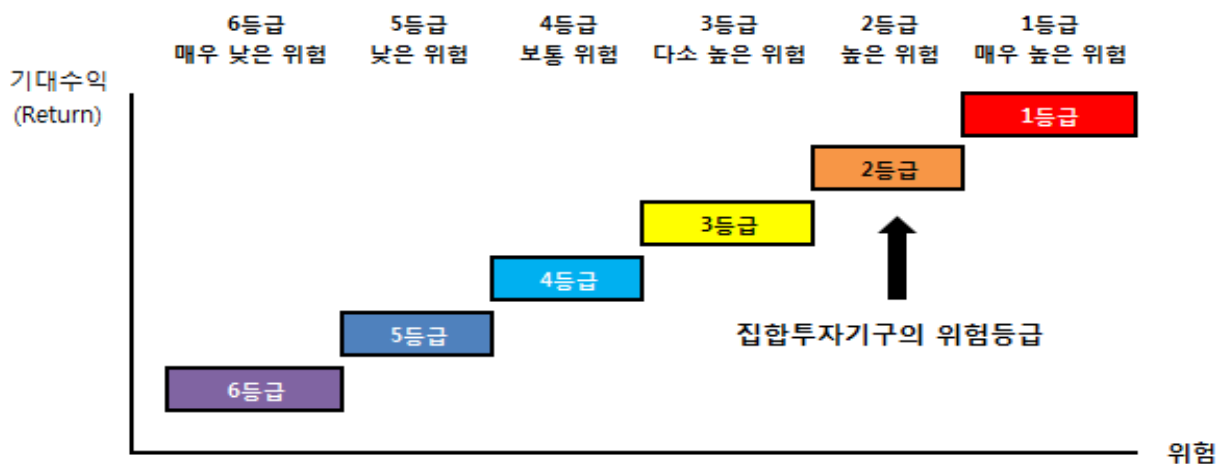 6등급 5등급 4등급 3등급 2등급 1등급
매우 낮은 위험 낮은 위험 보통 위험 다소 높은 위험 높은 위험 매우 높은 위험
기대수익
(Return)
1등급
2등급
3등급
4등급
집합투자기구의 위험등급
5등급
6등급
위험